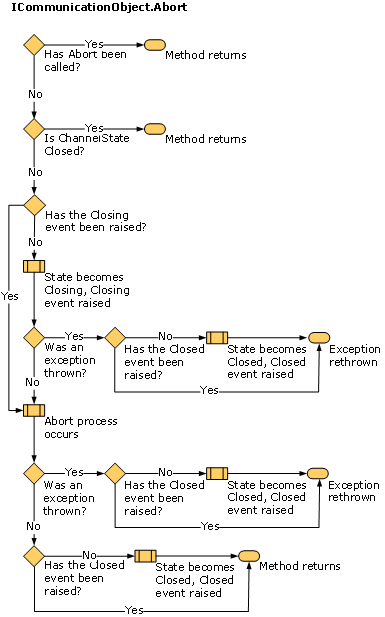 ICommunicationObject.Abort
Yes
Has Abort been
called?
Method returns
No
Yes
Is ChannelState
Closed?
Method returns
No
Has the Closing
event been raised?
No
State becomes
Closing, Closing
event raised
Yes
Yes
No
Was an
exception
thrown?
Has the Closed
event been
raised?
State becomes
Closed, Closed
event raised
Exception
rethrown
Yes
No
Abort process
occurs
Yes
No
Was an
exception
thrown?
Has the Closed
event been
raised?
State becomes
Closed, Closed
event raised
Exception
rethrown
Yes
No
No
Has the Closed
event been
raised?
State becomes
Closed, Closed
event raised
Method returns
Yes